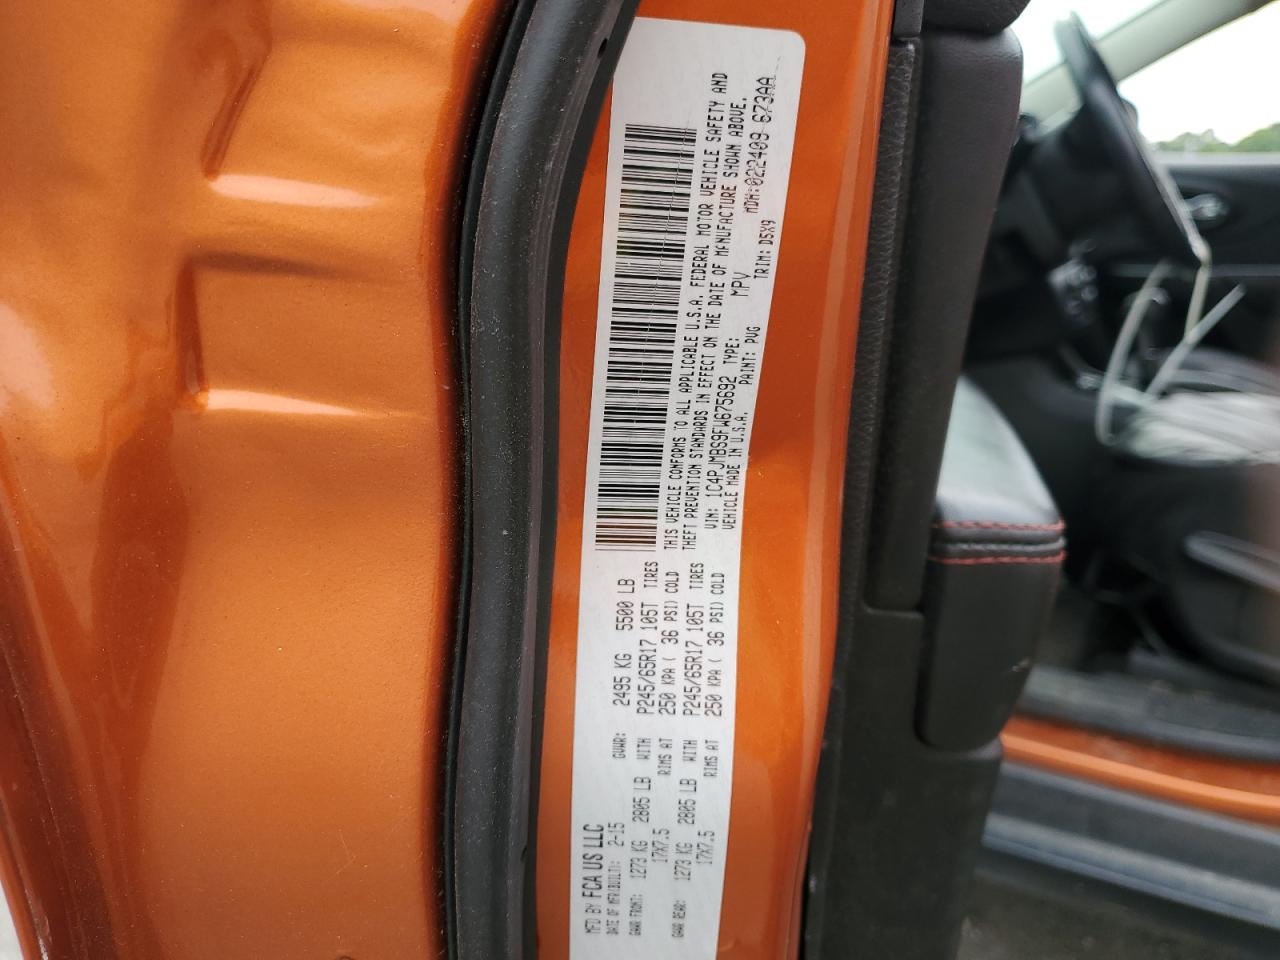 MFD BY FCA US LLC
DATE OF MFR(BUILT): 2-15 GVWR: 2495 KG 5500 LB
GAWR FRONT: 1273 KG 2805 LB WITH P245/65R17 105T TIRES
17X7.5 RIMS AT 250 KPA ( 36 PSI) COLD
GAWR REAR: 1273 KG 2805 LB WITH P245/65R17 105T TIRES
17X7.5 RIMS AT 250 KPA ( 36 PSI) COLD
THIS VEHICLE CONFORMS TO ALL APPLICABLE U.S.A. FEDERAL MOTOR VEHICLE SAFETY AND
THEFT PREVENTION STANDARDS IN EFFECT ON THE DATE OF MANUFACTURE SHOWN ABOVE.
VIN: 1C4PJMBS9FW675692 TYPE: MPV MDH:022409 673AA
VEHICLE MADE IN U.S.A. PAINT: PVG TRIM: D5X9